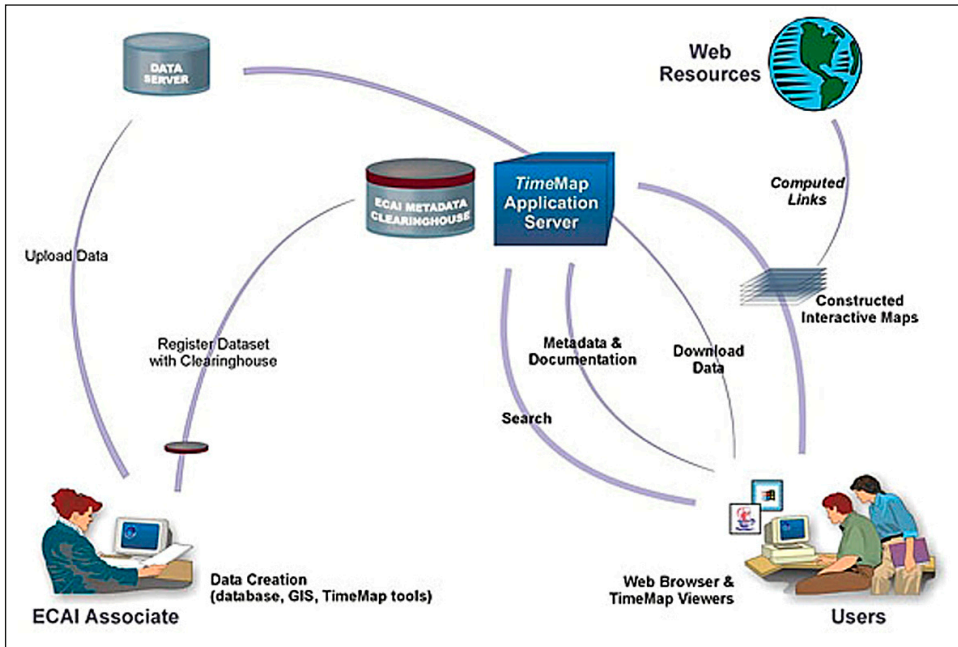 DATA
SERVER
Web
Resources
TimeMap
Application
Server
ECAI METADATA
CLEARINGHOUSE
Computed
Links
Upload Data
Constructed
Interactive Maps
Register Dataset
with Clearinghouse
Metadata &
Documentation
Download
Data
Search
Data Creation
(database, GIS, TimeMap tools)
ECAI Associate
Web Browser &
TimeMap Viewers
Users